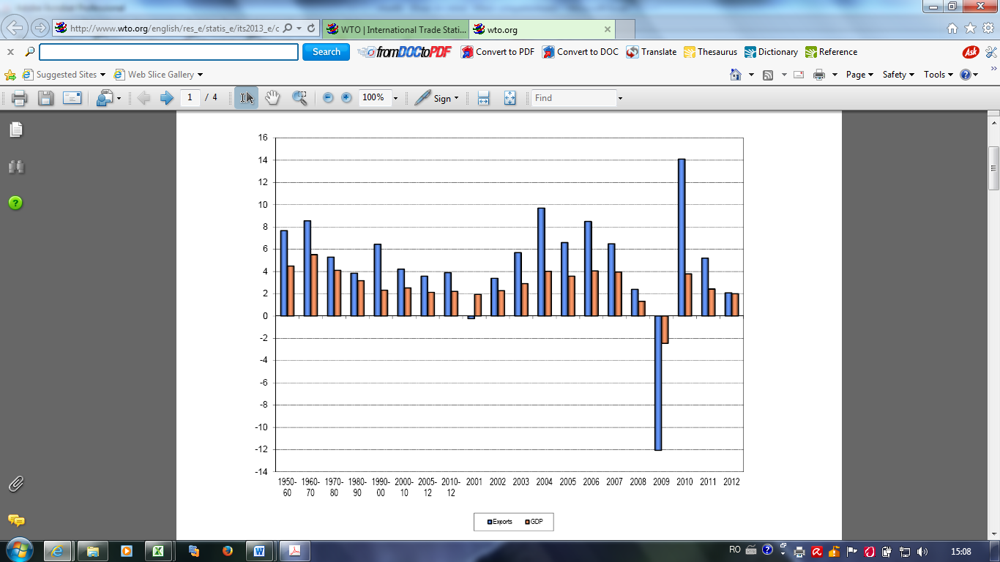 http://www.wto.org/english/res_e/statis_e/its2013_e/c
WTO | International Trade Stati...
wto.org
Search
fromDOCtoPDF
Convert to PDF
Convert to DOC
Translate
Thesaurus
Dictionary
Reference
Ask
Suggested Sites
Web Slice Gallery
Page
Safety
Tools
1 / 4
100%
Sign
Find
16
14
12
10
8
6
4
2
0
-2
-4
-6
-8
-10
-12
-14
1950-60 1960-70 1970-80 1980-90 1990-00 2000-10 2005-12 2010-12 2001 2002 2003 2004 2005 2006 2007 2008 2009 2010 2011 2012
Exports GDP
RO
15:08